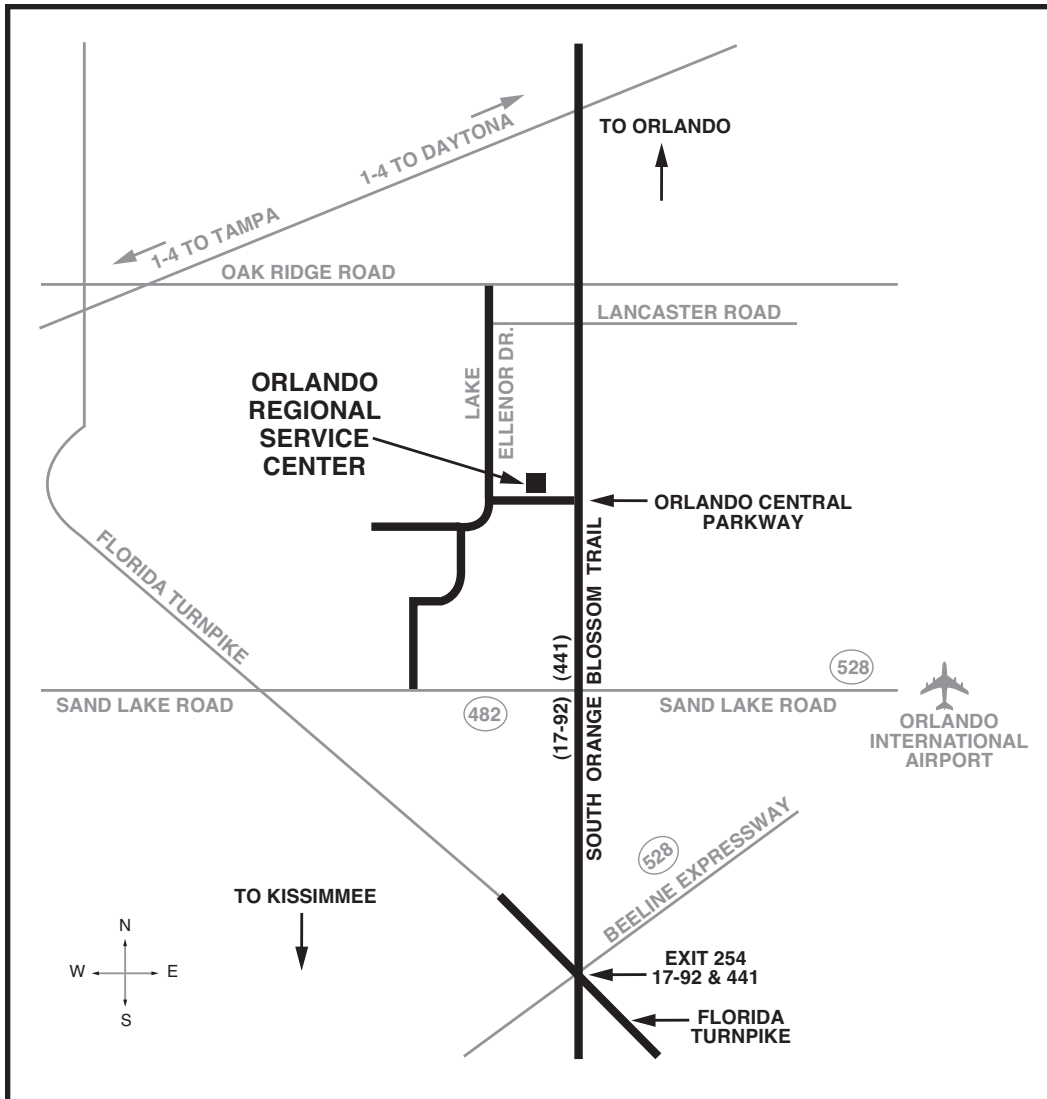 TO ORLANDO
1-4 TO DAYTONA
1-4 TO TAMPA
OAK RIDGE ROAD
LANCASTER ROAD
LAKE
ELLENOR DR.
ORLANDO
REGIONAL
SERVICE
CENTER
ORLANDO CENTRAL
PARKWAY
FLORIDA TURNPIKE
SOUTH ORANGE BLOSSOM TRAIL
(17-92) (441)
528
SAND LAKE ROAD
482
SAND LAKE ROAD
ORLANDO
INTERNATIONAL
AIRPORT
528
BEELINE EXPRESSWAY
TO KISSIMMEE
N
W E
S
EXIT 254
17-92 & 441
FLORIDA
TURNPIKE